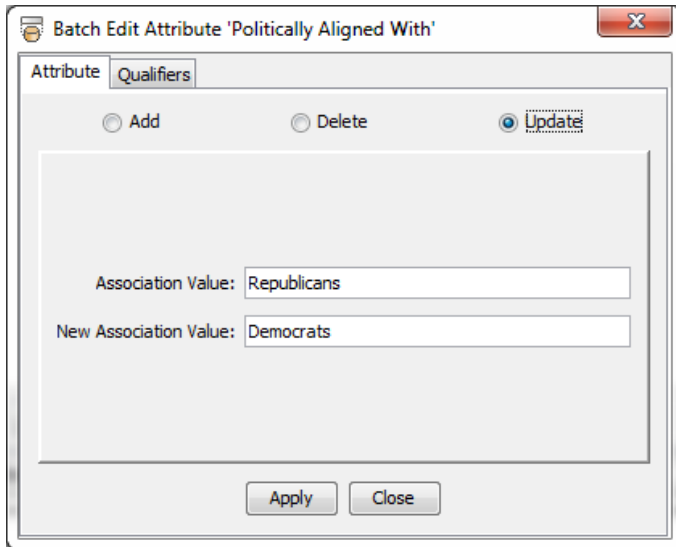 Batch Edit Attribute 'Politically Aligned With'
Attribute Qualifiers
Add Delete Update
Association Value: Republicans
New Association Value: Democrats
Apply Close